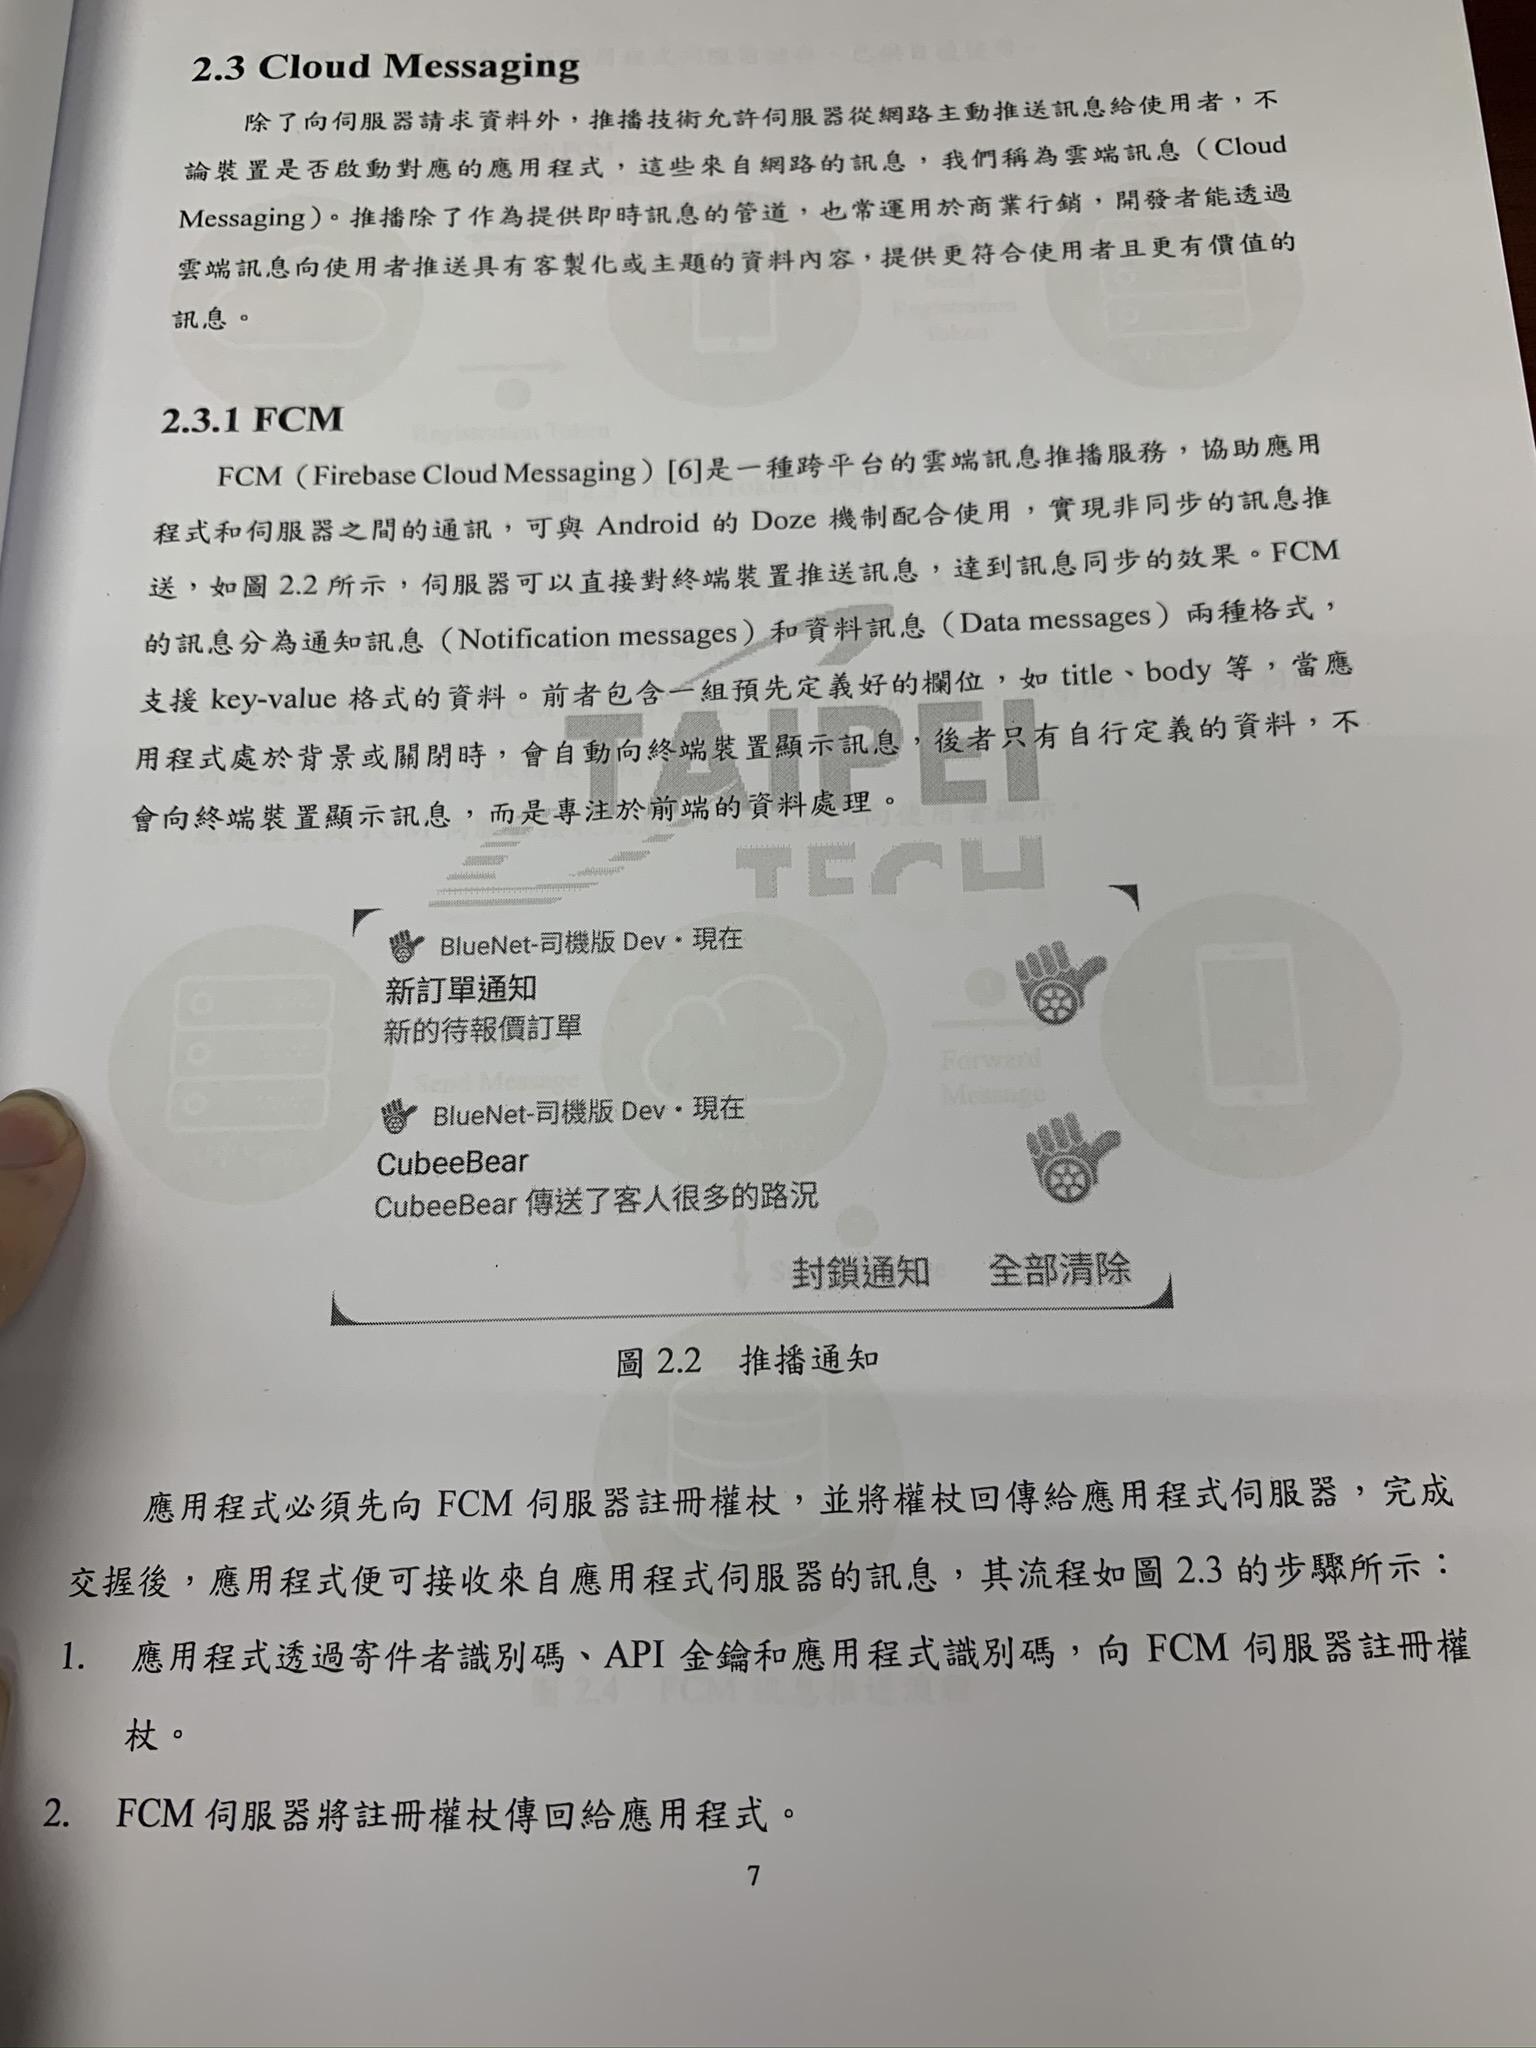 2.3 Cloud Messaging
除了向伺服器請求資料外，推播技術允許伺服器從網路主動推送訊息給使用者，不
論裝置是否啟動對應的應用程式，這些來自網路的訊息，我們稱為雲端訊息（Cloud
Messaging）。推播除了作為提供即時訊息的管道，也常運用於商業行銷，開發者能透過
雲端訊息向使用者推送具有客製化或主題的資料內容，提供更符合使用者且更有價值的
訊息。
2.3.1 FCM
FCM（Firebase Cloud Messaging）[6]是一種跨平台的雲端訊息推播服務，協助應用
程式和伺服器之間的通訊，可與 Android 的 Doze 機制配合使用，實現非同步的訊息推
送，如圖 2.2 所示，伺服器可以直接對終端裝置推送訊息，達到訊息同步的效果。FCM
的訊息分為通知訊息（Notification messages）和資料訊息（Data messages）兩種格式，
支援 key-value 格式的資料。前者包含一組預先定義好的欄位，如 title、body 等，當應
用程式處於背景或關閉時，會自動向終端裝置顯示訊息，後者只有自行定義的資料，不
會向終端裝置顯示訊息，而是專注於前端的資料處理。
TAIPEI
TECH
BlueNet-司機版 Dev・現在
新訂單通知
新的待報價訂單
BlueNet-司機版 Dev・現在
CubeeBear
CubeeBear 傳送了客人很多的路況
封鎖通知 全部清除
圖 2.2 推播通知
應用程式必須先向 FCM 伺服器註冊權杖，並將權杖回傳給應用程式伺服器，完成
交握後，應用程式便可接收來自應用程式伺服器的訊息，其流程如圖 2.3 的步驟所示：
1. 應用程式透過寄件者識別碼、API 金鑰和應用程式識別碼，向 FCM 伺服器註冊權
杖。
2. FCM 伺服器將註冊權杖傳回給應用程式。
7